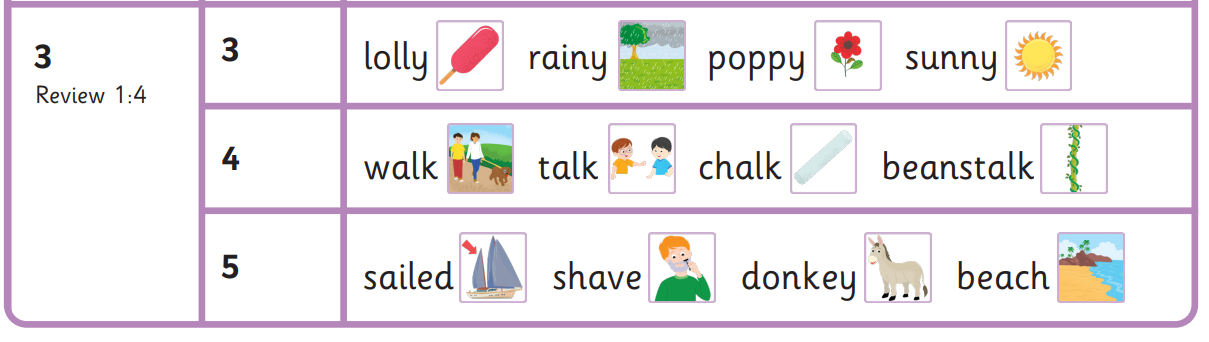 3
Review 1:4
3
lolly rainy poppy sunny
4
walk talk chalk beanstalk
5
sailed shave donkey beach